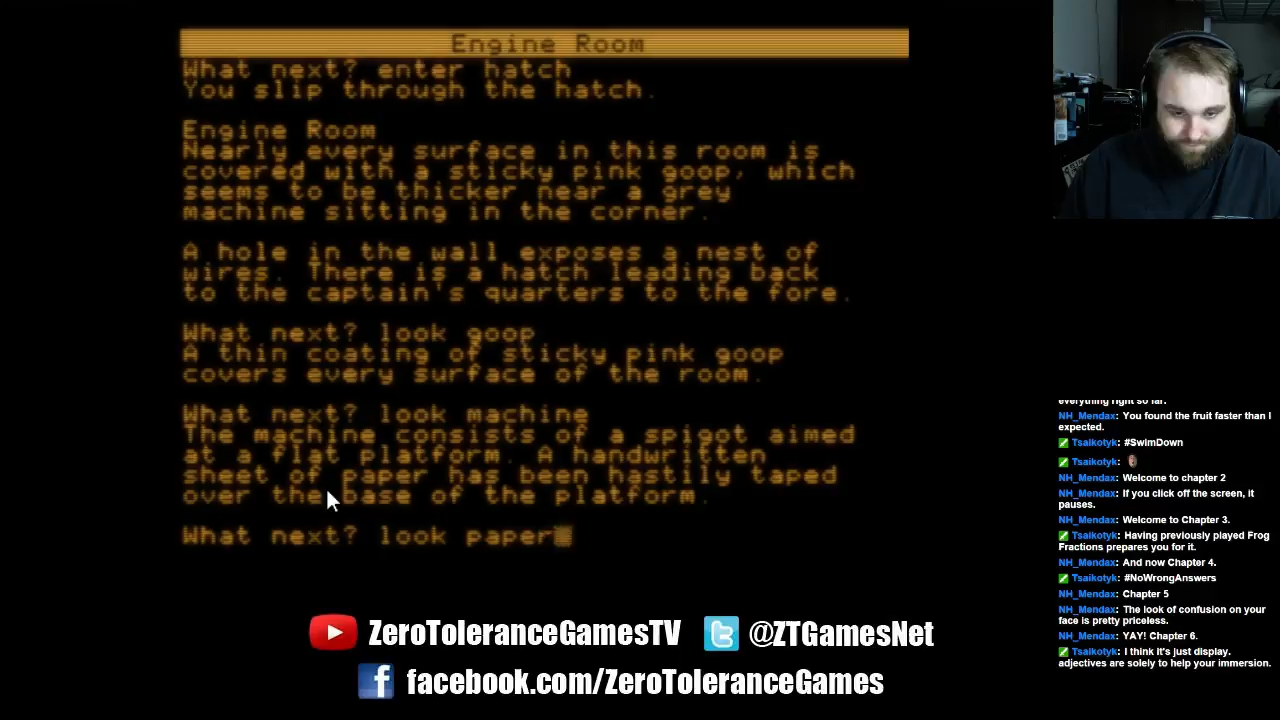 Engine Room
What next? enter hatch
You slip through the hatch.
Engine Room
Nearly every surface in this room is
covered with a sticky pink goop, which
seems to be thicker near a grey
machine sitting in the corner.
A hole in the wall exposes a nest of
wires. There is a hatch leading back
to the captain's quarters to the fore.
What next? look goop
A thin coating of sticky pink goop
covers every surface of the room.
What next? look machine
The machine consists of a spigot aimed
at a flat platform. A handwritten
sheet of paper has been hastily taped
over the base of the platform.
What next? look paper
everything right so far.
NH_Mendax: You found the fruit faster than I
expected.
Tsaikotyk: #SwimDown
Tsaikotyk:
NH_Mendax: Welcome to chapter 2
NH_Mendax: If you click off the screen, it
pauses.
NH_Mendax: Welcome to Chapter 3.
Tsaikotyk: Having previously played Frog
Fractions prepares you for it.
NH_Mendax: And now Chapter 4.
Tsaikotyk: #NoWrongAnswers
NH_Mendax: Chapter 5
NH_Mendax: The look of confusion on your
face is pretty priceless.
NH_Mendax: YAY! Chapter 6.
Tsaikotyk: I think it's just display.
adjectives are solely to help your immersion.
ZeroToleranceGamesTV
@ZTGamesNet
facebook.com/ZeroToleranceGames